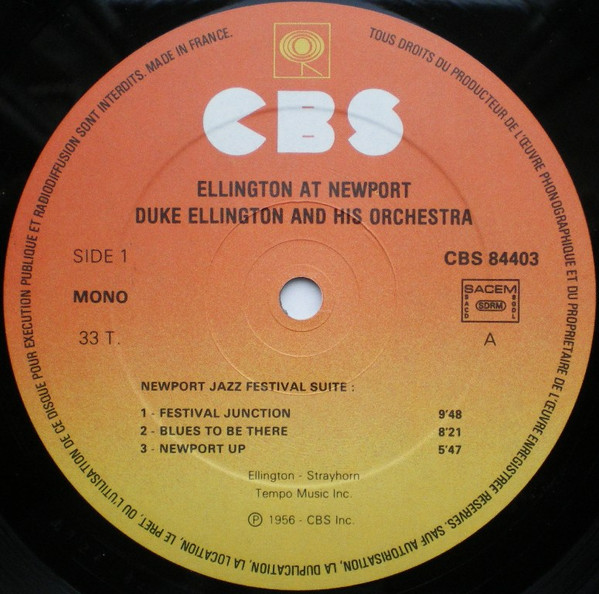 TOUS DROITS DU PRODUCTEUR DE L'ŒUVRE PHONOGRAPHIQUE ET DU PROPRIETAIRE DE L'ŒUVRE ENREGISTREE RESERVES. SAUF AUTORISATION, LA DUPLICATION, LA LOCATION, LE PRET, OU L'UTILISATION DE CE DISQUE POUR EXECUTION PUBLIQUE ET RADIODIFFUSION SONT INTERDITS. MADE IN FRANCE.
CBS
ELLINGTON AT NEWPORT
DUKE ELLINGTON AND HIS ORCHESTRA
SIDE 1
CBS 84403
MONO
SACEM
SACD
SDRM
SGDL
33 T.
A
NEWPORT JAZZ FESTIVAL SUITE :
1 - FESTIVAL JUNCTION 9'48
2 - BLUES TO BE THERE 8'21
3 - NEWPORT UP 5'47
Ellington - Strayhorn
Tempo Music Inc.
Ⓟ 1956 - CBS Inc.